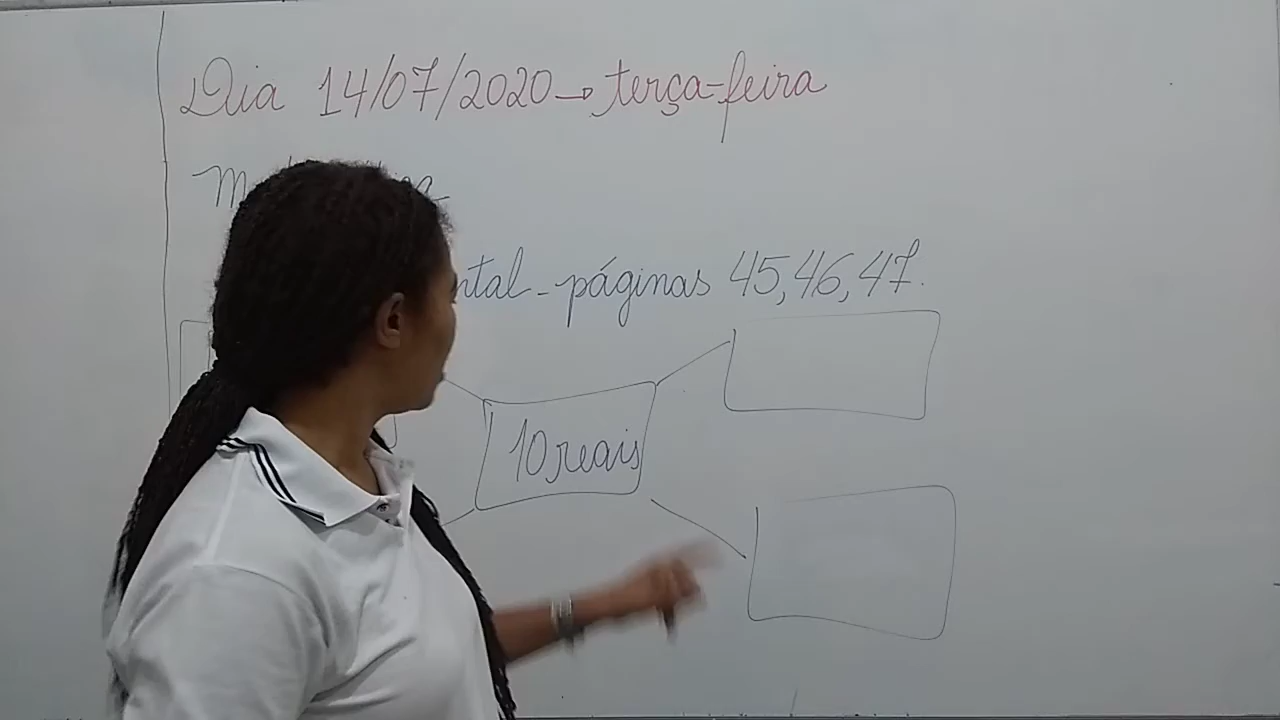 Dia 14/07/2020 → terça-feira
ntal - páginas 45, 46, 47.
10 reais